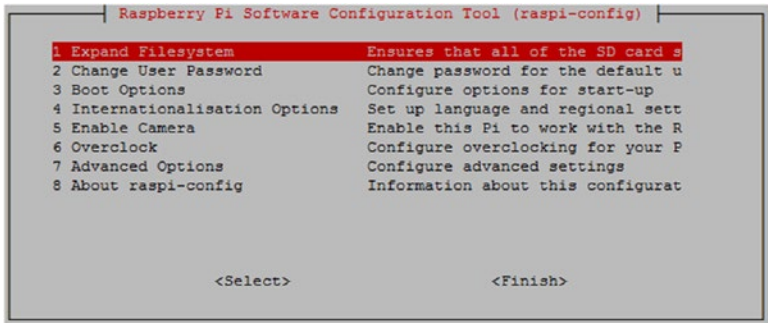 Raspberry Pi Software Configuration Tool (raspi-config)
1 Expand Filesystem Ensures that all of the SD card s
2 Change User Password Change password for the default u
3 Boot Options Configure options for start-up
4 Internationalisation Options Set up language and regional sett
5 Enable Camera Enable this Pi to work with the R
6 Overclock Configure overclocking for your P
7 Advanced Options Configure advanced settings
8 About raspi-config Information about this configurat
<Select> <Finish>